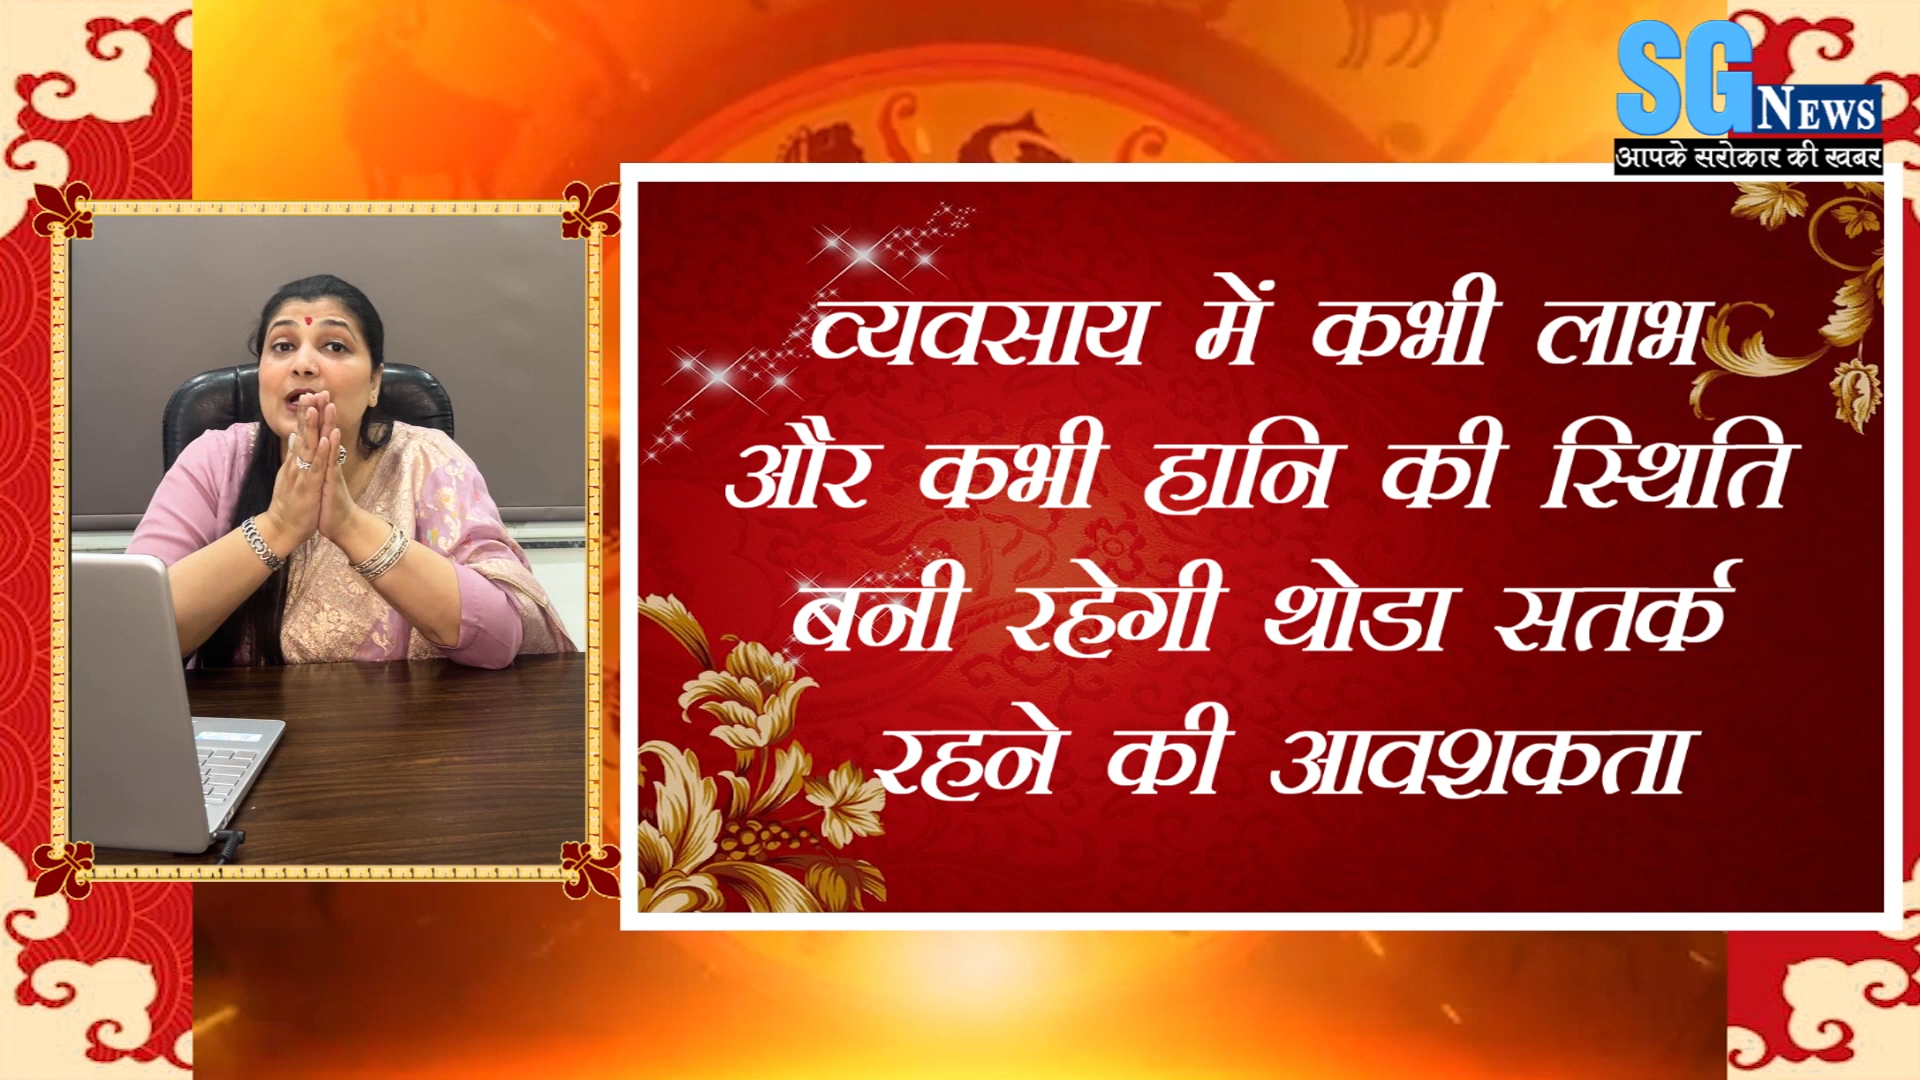 SG NEWS
आपके सरोकार की खबर
व्यवसाय में कभी लाभ
और कभी हानि की स्थिति
बनी रहेगी थोडा सतर्क
रहने की आवशकता